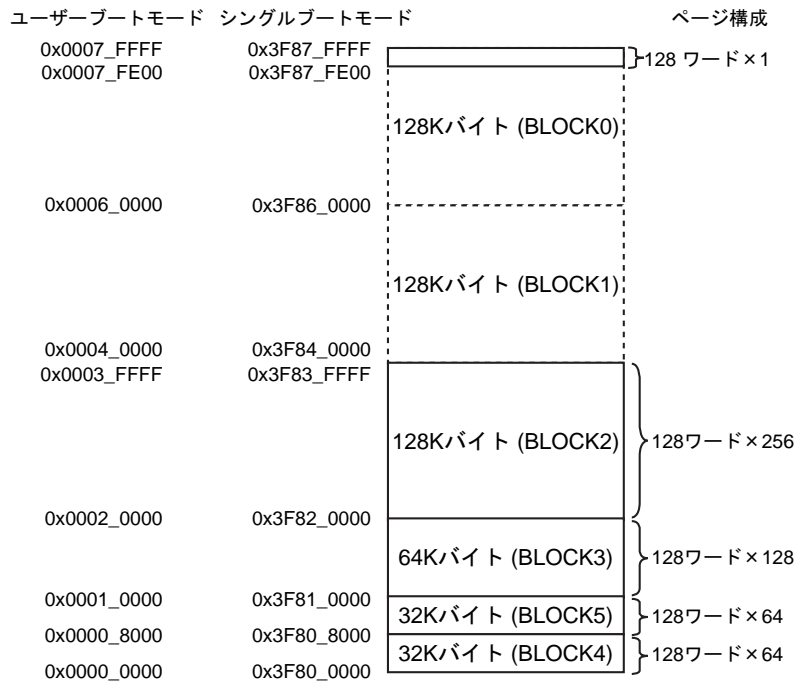 ユーザーブートモード シングルブートモード ページ構成
0x0007_FFFF 0x3F87_FFFF
0x0007_FE00 0x3F87_FE00
128 ワード×1
128Kバイト (BLOCK0)
0x0006_0000 0x3F86_0000
128Kバイト (BLOCK1)
0x0004_0000 0x3F84_0000
0x0003_FFFF 0x3F83_FFFF
128Kバイト (BLOCK2) 128ワード×256
0x0002_0000 0x3F82_0000
64Kバイト (BLOCK3) 128ワード×128
0x0001_0000 0x3F81_0000
32Kバイト (BLOCK5) 128ワード×64
0x0000_8000 0x3F80_8000
32Kバイト (BLOCK4) 128ワード×64
0x0000_0000 0x3F80_0000